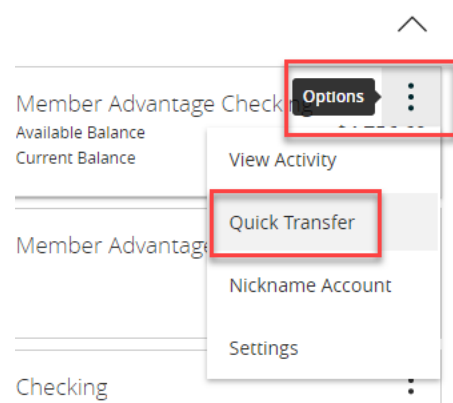 Member Advantage Checking
Options
Available Balance
Current Balance
View Activity
Quick Transfer
Member Advantage
Nickname Account
Settings
Checking